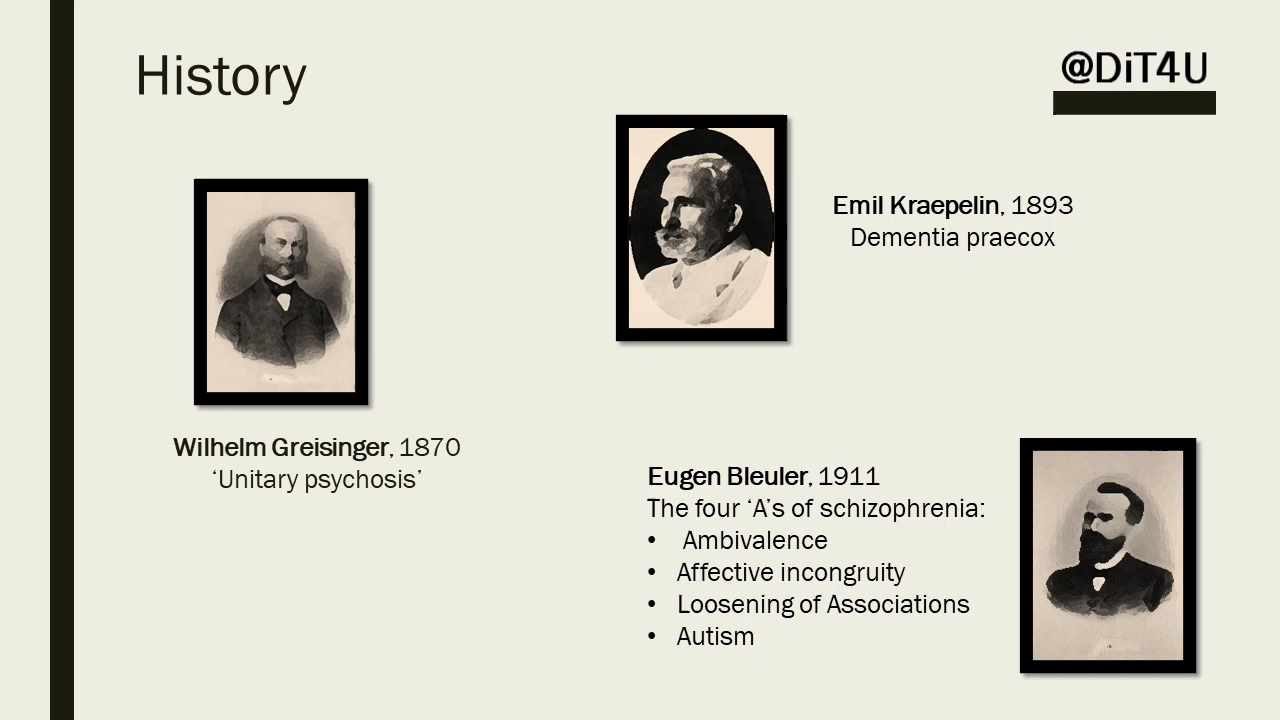 History
@DiT4U
Emil Kraepelin, 1893
Dementia praecox
Wilhelm Greisinger, 1870
‘Unitary psychosis’
Eugen Bleuler, 1911
The four ‘A’s of schizophrenia:
• Ambivalence
• Affective incongruity
• Loosening of Associations
• Autism